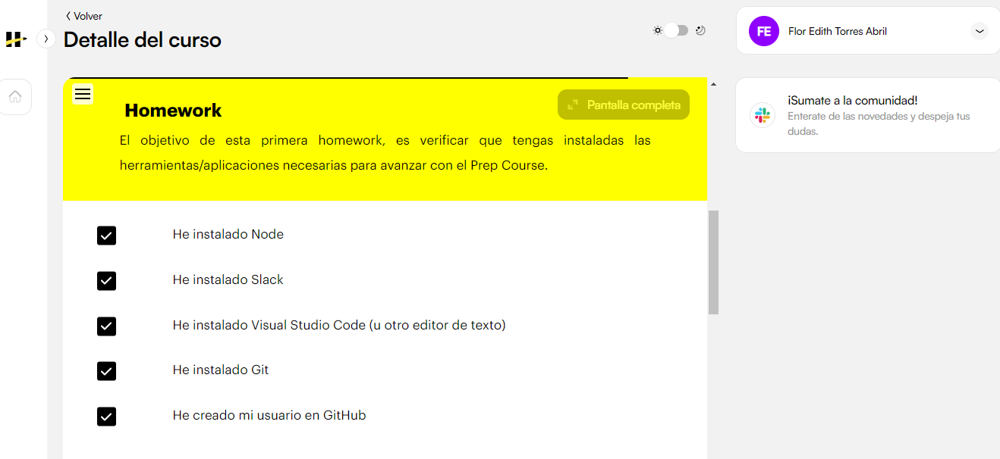 Volver
Detalle del curso
FE
Flor Edith Torres Abril
Homework
Pantalla completa
El objetivo de esta primera homework, es verificar que tengas instaladas las
herramientas/aplicaciones necesarias para avanzar con el Prep Course.
¡Sumate a la comunidad!
Enterate de las novedades y despeja tus
dudas.
He instalado Node
He instalado Slack
He instalado Visual Studio Code (u otro editor de texto)
He instalado Git
He creado mi usuario en GitHub